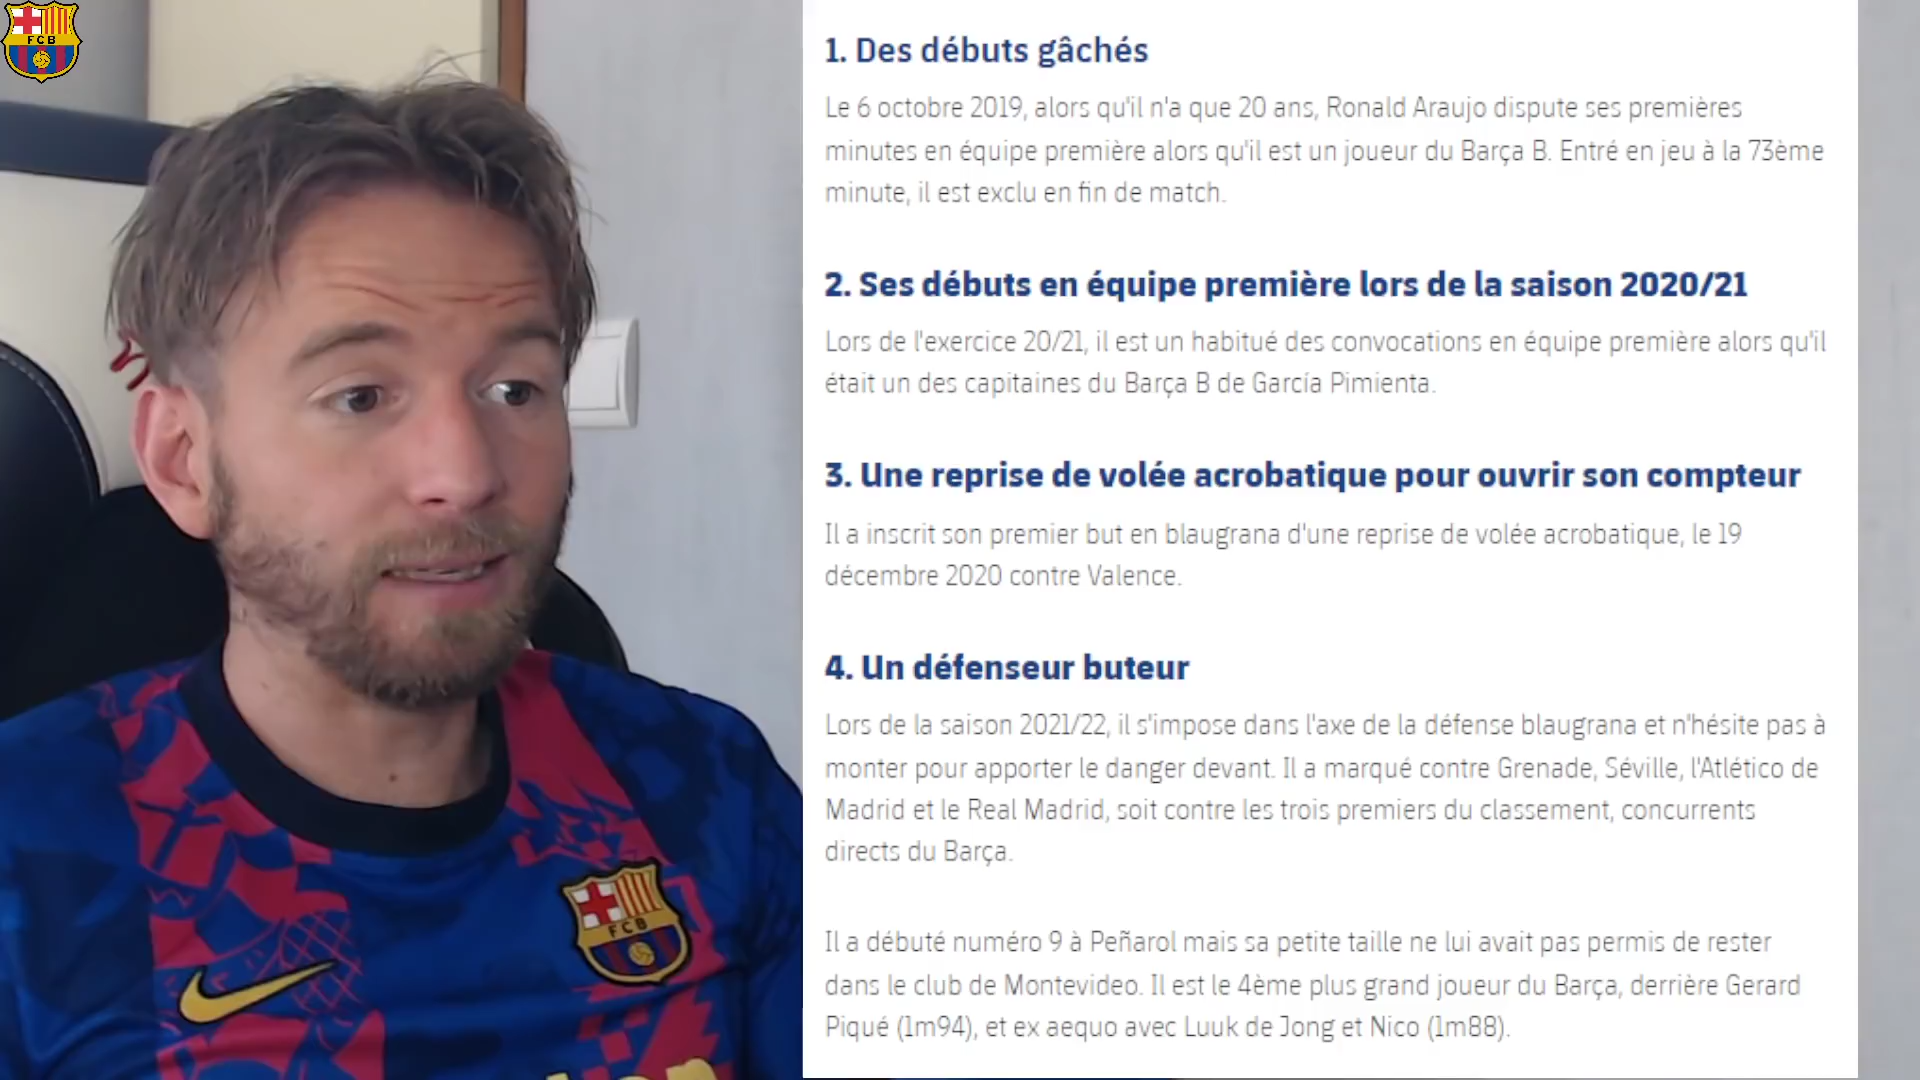 FCB
1. Des débuts gâchés
Le 6 octobre 2019, alors qu'il n'a que 20 ans, Ronald Araujo dispute ses premières
minutes en équipe première alors qu'il est un joueur du Barça B. Entré en jeu à la 73ème
minute, il est exclu en fin de match.
2. Ses débuts en équipe première lors de la saison 2020/21
Lors de l'exercice 20/21, il est un habitué des convocations en équipe première alors qu'il
était un des capitaines du Barça B de García Pimienta.
3. Une reprise de volée acrobatique pour ouvrir son compteur
Il a inscrit son premier but en blaugrana d'une reprise de volée acrobatique, le 19
décembre 2020 contre Valence.
4. Un défenseur buteur
Lors de la saison 2021/22, il s'impose dans l'axe de la défense blaugrana et n'hésite pas à
monter pour apporter le danger devant. Il a marqué contre Grenade, Séville, l'Atlético de
Madrid et le Real Madrid, soit contre les trois premiers du classement, concurrents
directs du Barça.
Il a débuté numéro 9 à Peñarol mais sa petite taille ne lui avait pas permis de rester
dans le club de Montevideo. Il est le 4ème plus grand joueur du Barça, derrière Gerard
Piqué (1m94), et ex aequo avec Luuk de Jong et Nico (1m88).
FCB